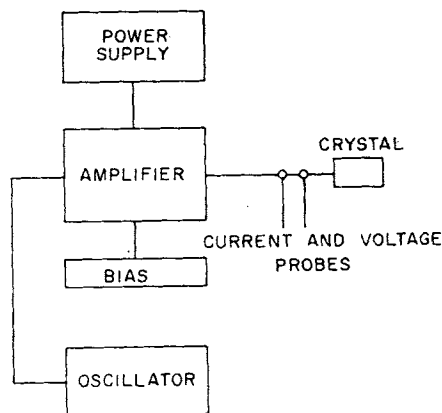 POWER
SUPPLY
AMPLIFIER
CRYSTAL
CURRENT AND VOLTAGE
PROBES
BIAS
OSCILLATOR